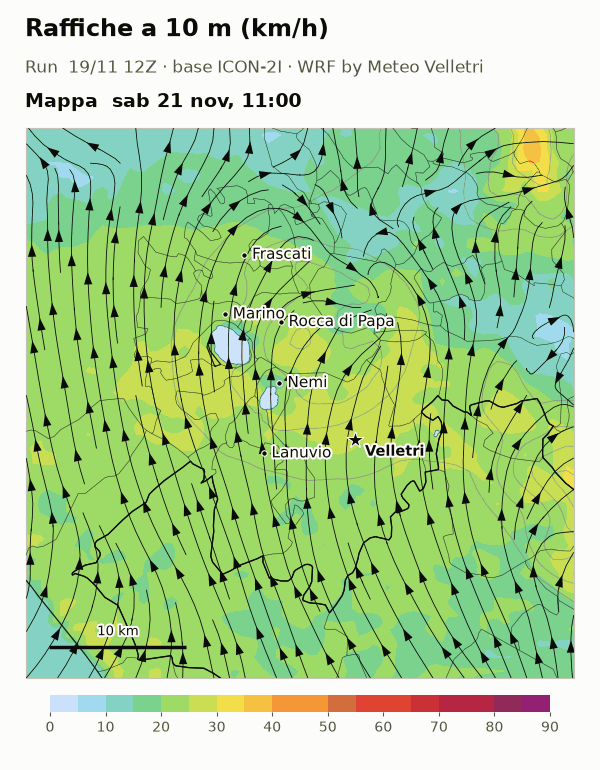 Raffiche a 10 m (km/h)
Run  19/11 12Z · base ICON-2I · WRF by Meteo Velletri
Mappa  sab 21 nov, 11:00
Frascati
Marino
Rocca di Papa
Nemi
Lanuvio
Velletri
10 km
0 10 20 30 40 50 60 70 80 90